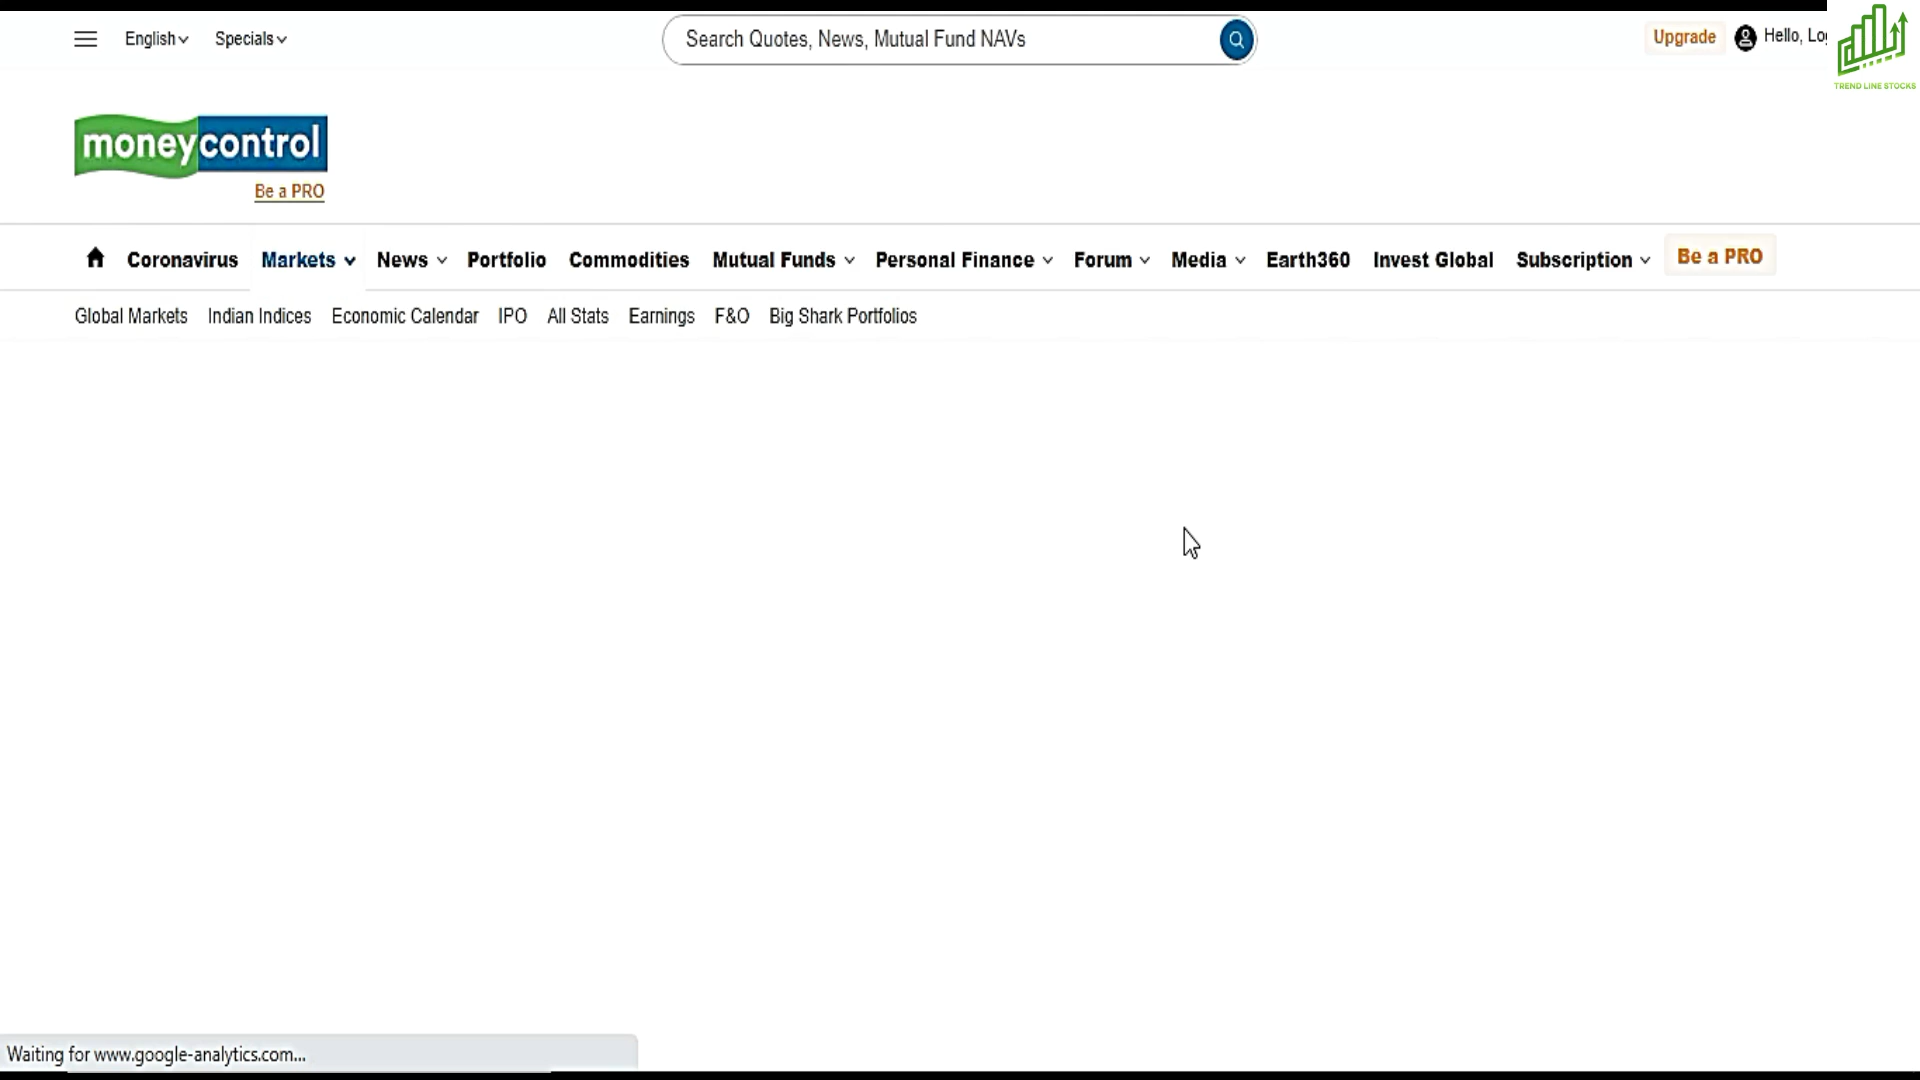 English Specials Search Quotes, News, Mutual Fund NAVs Upgrade Hello, Log
TREND LINE STOCKS
moneycontrol
Be a PRO
Coronavirus Markets News Portfolio Commodities Mutual Funds Personal Finance Forum Media Earth360 Invest Global Subscription Be a PRO
Global Markets Indian Indices Economic Calendar IPO All Stats Earnings F&O Big Shark Portfolios
Waiting for www.google-analytics.com...